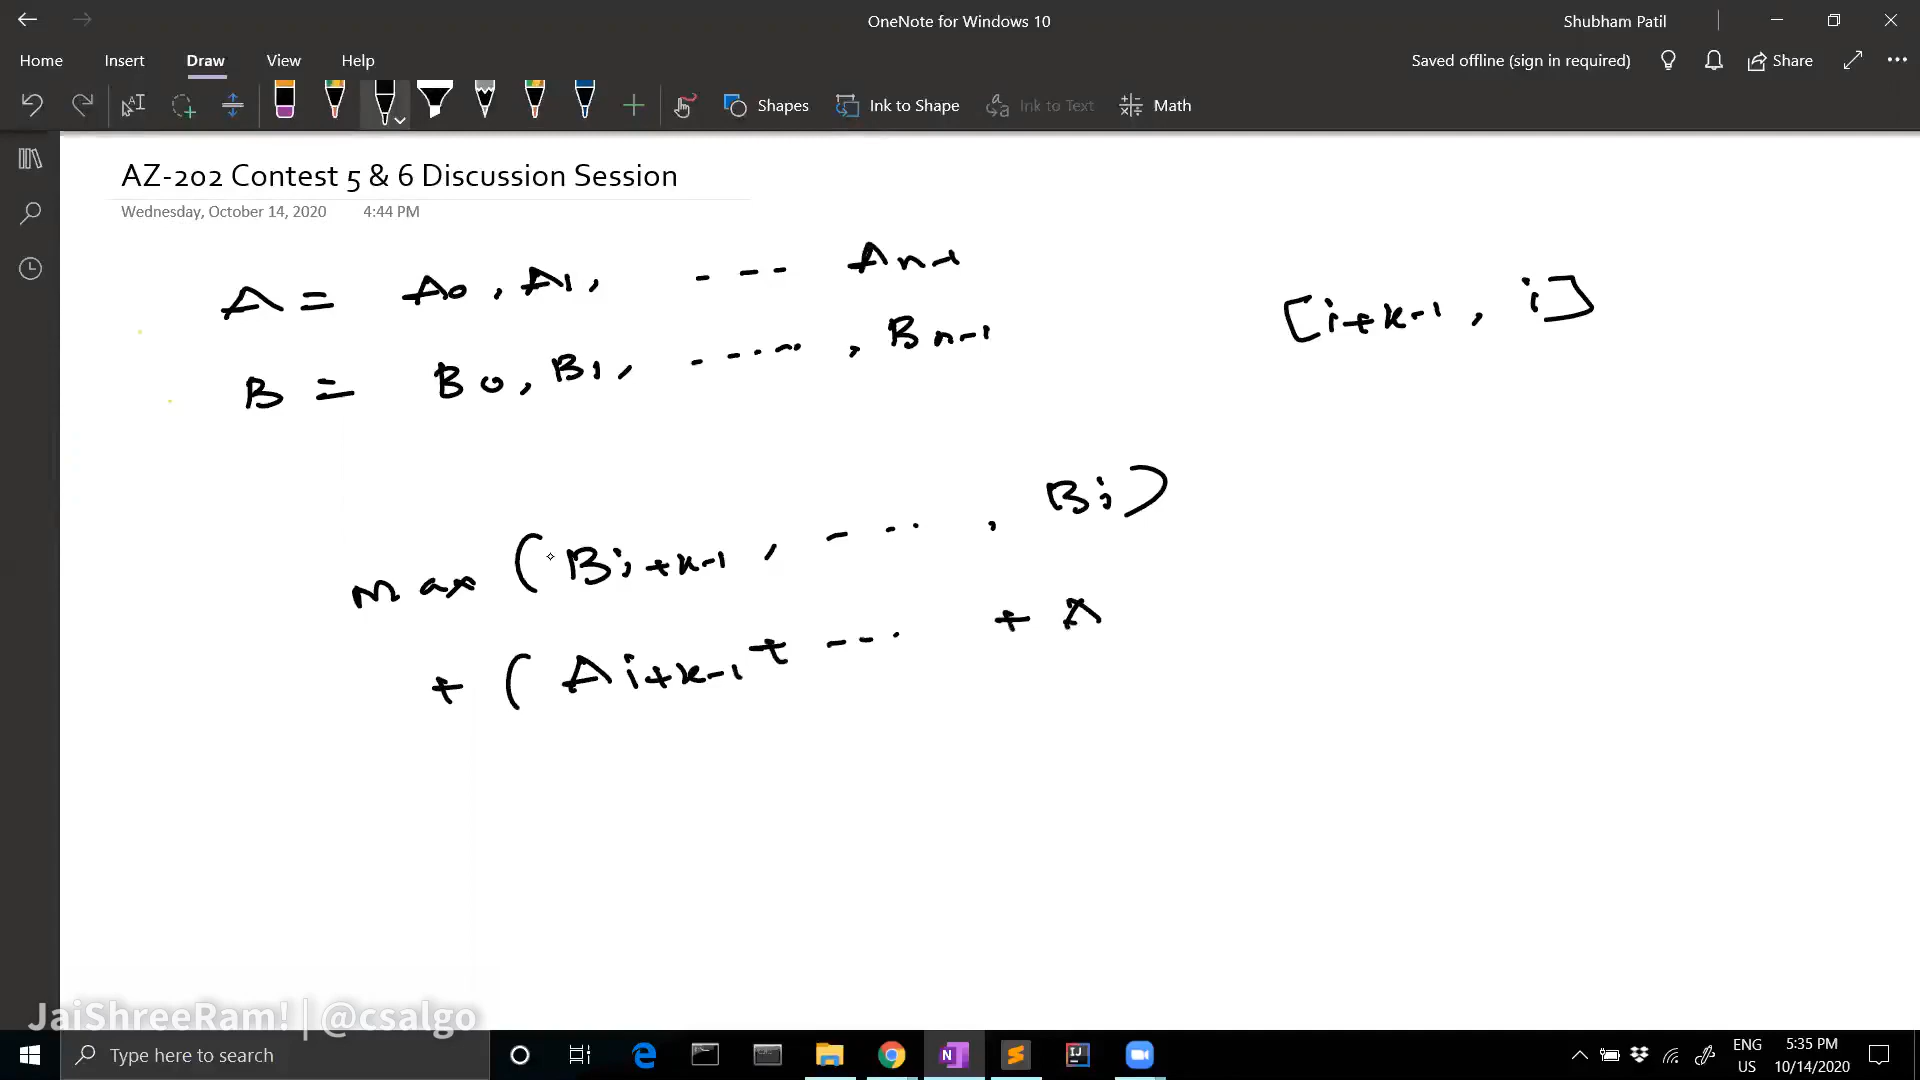 OneNote for Windows 10
Shubham Patil
Home Insert Draw View Help
Saved offline (sign in required)
Share
Shapes
Ink to Shape
Ink to Text
Math
AZ-202 Contest 5 & 6 Discussion Session
Wednesday, October 14, 2020 4:44 PM
A = A0, A1, --- An-1
[i+k-1, i]
B = B0, B1, ----- , Bn-1
max (Bi+k-1, --- , Bi)
+ (Ai+k-1 + --- + A
JaiShreeRam! | @csalgo
Type here to search
ENG
US
5:35 PM
10/14/2020